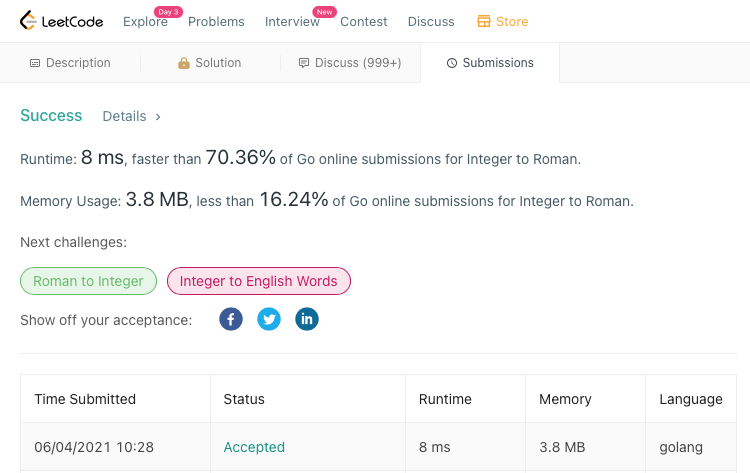 LeetCode Explore Day 3 Problems Interview New Contest Discuss Store
Description Solution Discuss (999+) Submissions
Success Details >
Runtime: 8 ms, faster than 70.36% of Go online submissions for Integer to Roman.
Memory Usage: 3.8 MB, less than 16.24% of Go online submissions for Integer to Roman.
Next challenges:
Roman to Integer Integer to English Words
Show off your acceptance: f in
Time Submitted Status Runtime Memory Language
06/04/2021 10:28 Accepted 8 ms 3.8 MB golang